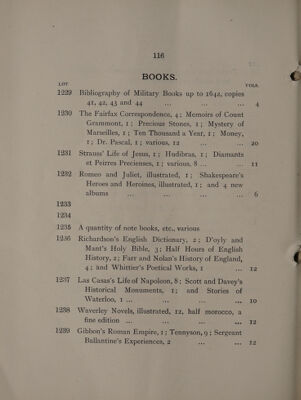 116
BOOKS.
LOT VOLS.
1229 Bibliography of Military Books up to 1642, copies
41, 42, 43 and 44 ... ... ... 4
1230 The Fairfax Correspondence, 4; Memoirs of Count
Grammont, 1; Precious Stones, 1; Mystery of
Marseilles, 1; Ten Thousand a Year, 1; Money,
1; Dr. Pascal, 1; various, 12 ... ... 20
1231 Strauss' Life of Jesus, 1; Hudibras, 1; Diamants
et Peirres Precienses, 1; various, 8 ... ... 11
1232 Romeo and Juliet, illustrated, 1; Shakespeare's
Heroes and Heroines, illustrated, 1; and 4 new
albums ... ... ... ... 6
1233
1234
1235 A quantity of note books, etc., various
1236 Richardson's English Dictionary, 2; D'oyly and
Mant's Holy Bible, 3; Half Hours of English
History, 2; Farr and Nolan's History of England,
4; and Whittier's Poetical Works, 1 ... 12
1237 Las Casas's Life of Napoleon, 8; Scott and Davey's
Historical Monuments, 1; and Stories of
Waterloo, 1 ... ... ... ... 10
1238 Waverley Novels, illustrated, 12, half morocco, a
fine edition ... ... ... ... 12
1239 Gibbon's Roman Empire, 1; Tennyson, 9; Sergeant
Ballantine's Experiences, 2 ... ... 12